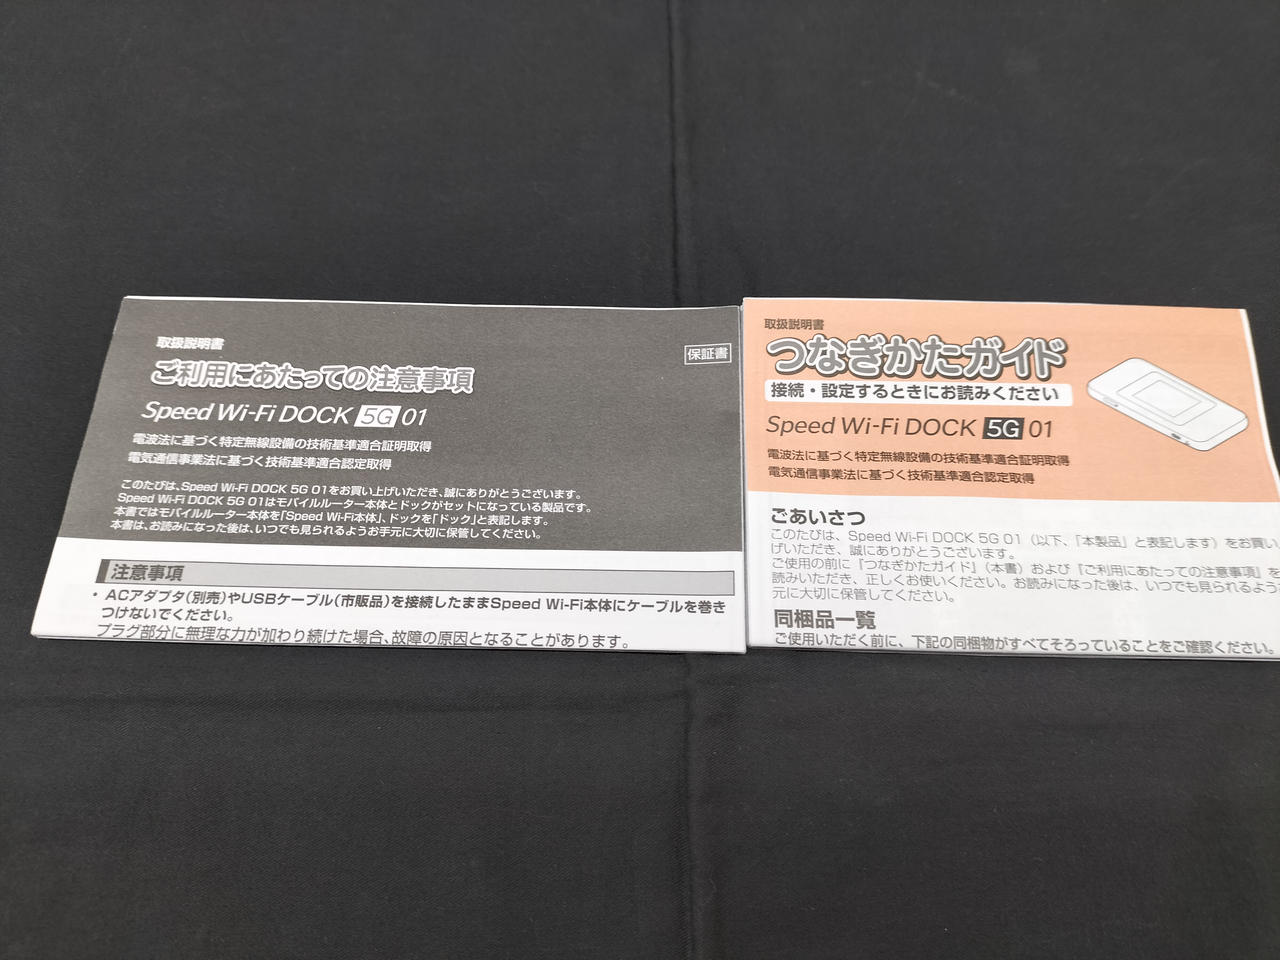 取扱説明書
ご利用にあたっての注意事項
保証書
Speed Wi-Fi DOCK 5G 01
電波法に基づく特定無線設備の技術基準適合証明取得
電気通信事業法に基づく技術基準適合認定取得
このたびは、Speed Wi-Fi DOCK 5G 01をお買い上げいただき、誠にありがとうございます。
Speed Wi-Fi DOCK 5G 01はモバイルルーター本体とドックがセットになっている製品です。
本書ではモバイルルーター本体を「Speed Wi-Fi本体」、ドックを「ドック」と表記します。
本書は、お読みになった後は、いつでも見られるようお手元に大切に保管してください。
注意事項
・ACアダプタ(別売)やUSBケーブル(市販品)を接続したままSpeed Wi-Fi本体にケーブルを巻き
つけないでください。
プラグ部分に無理な力が加わり続けた場合、故障の原因となることがあります。
取扱説明書
つなぎかたガイド
接続・設定するときにお読みください
Speed Wi-Fi DOCK 5G 01
電波法に基づく特定無線設備の技術基準適合証明取得
電気通信事業法に基づく技術基準適合認定取得
ごあいさつ
このたびは、Speed Wi-Fi DOCK 5G 01(以下、「本製品」と表記します)をお買い
げいただき、誠にありがとうございます。
ご使用の前に『つなぎかたガイド』(本書)および『ご利用にあたっての注意事項』を
読みいただき、正しくお使いください。お読みになった後は、いつでも見られるよう
元に大切に保管してください。
同梱品一覧
ご使用いただく前に、下記の同梱物がすべてそろっていることをご確認ください。